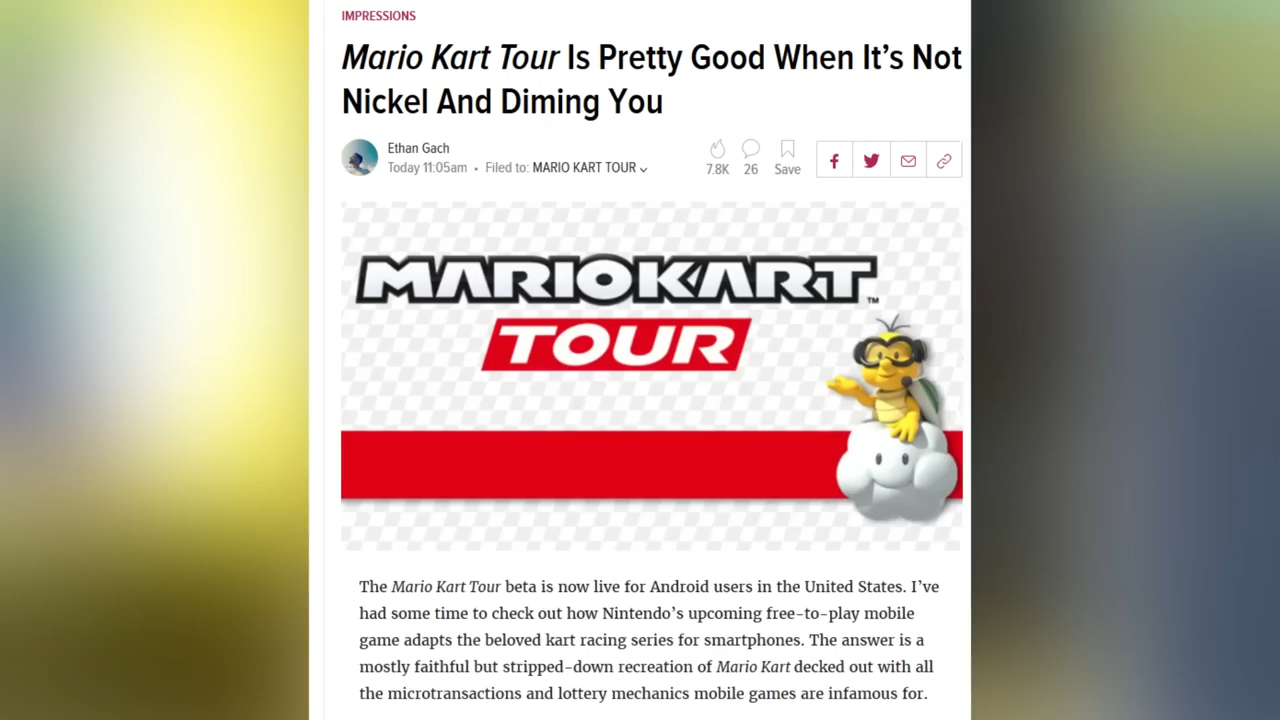 IMPRESSIONS
Mario Kart Tour Is Pretty Good When It’s Not
Nickel And Diming You
Ethan Gach
Today 11:05am • Filed to: MARIO KART TOUR
7.8K 26 Save
MARIOKART™
TOUR
The Mario Kart Tour beta is now live for Android users in the United States. I’ve
had some time to check out how Nintendo’s upcoming free-to-play mobile
game adapts the beloved kart racing series for smartphones. The answer is a
mostly faithful but stripped-down recreation of Mario Kart decked out with all
the microtransactions and lottery mechanics mobile games are infamous for.